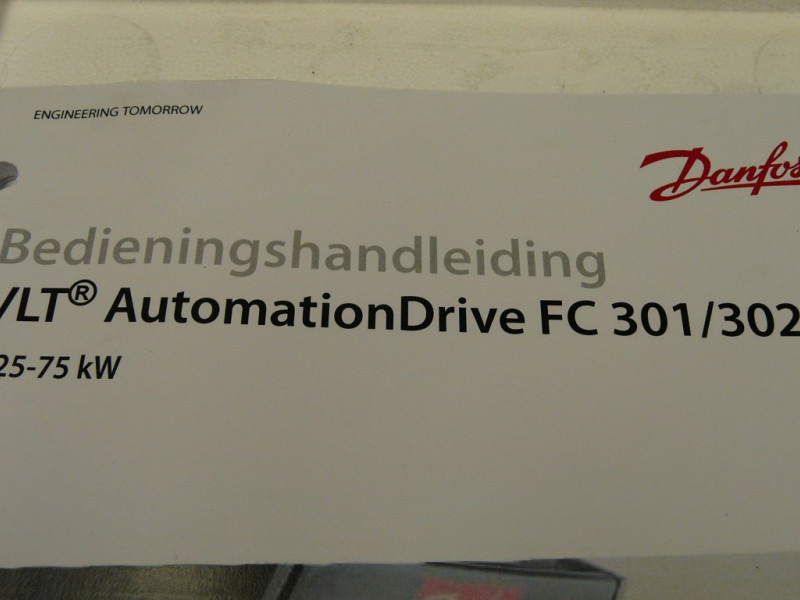 ENGINEERING TOMORROW
Danfos
Bedieningshandleiding
VLT® AutomationDrive FC 301/302
25-75 kW